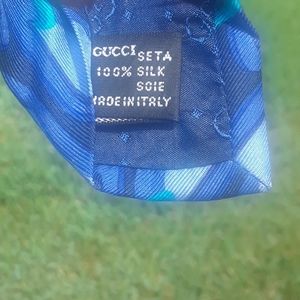 GUCCI SETA
100% SILK
SOIE
MADE IN ITALY